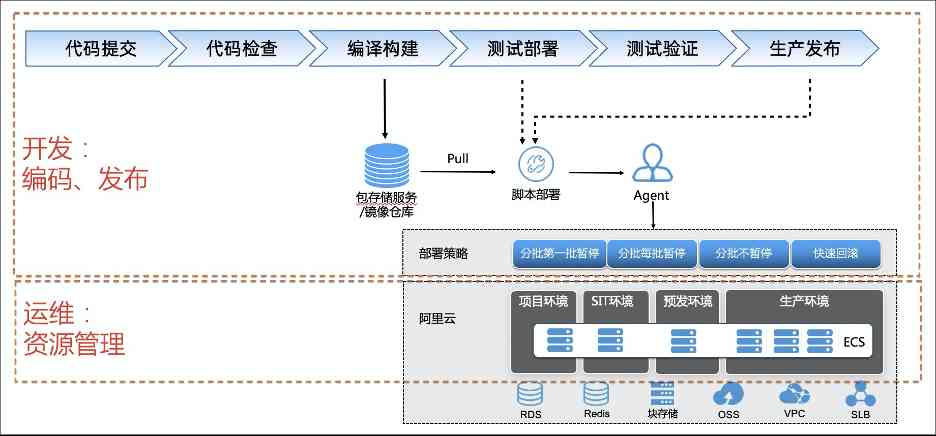 代码提交
代码检查
编译构建
测试部署
测试验证
生产发布
开发：
编码、发布
Pull
包存储服务
/镜像仓库
脚本部署
Agent
部署策略
分批第一批暂停
分批每批暂停
分批不暂停
快速回滚
运维：
资源管理
阿里云
项目环境
SIT环境
预发环境
生产环境
ECS
RDS
Redis
块存储
OSS
VPC
SLB